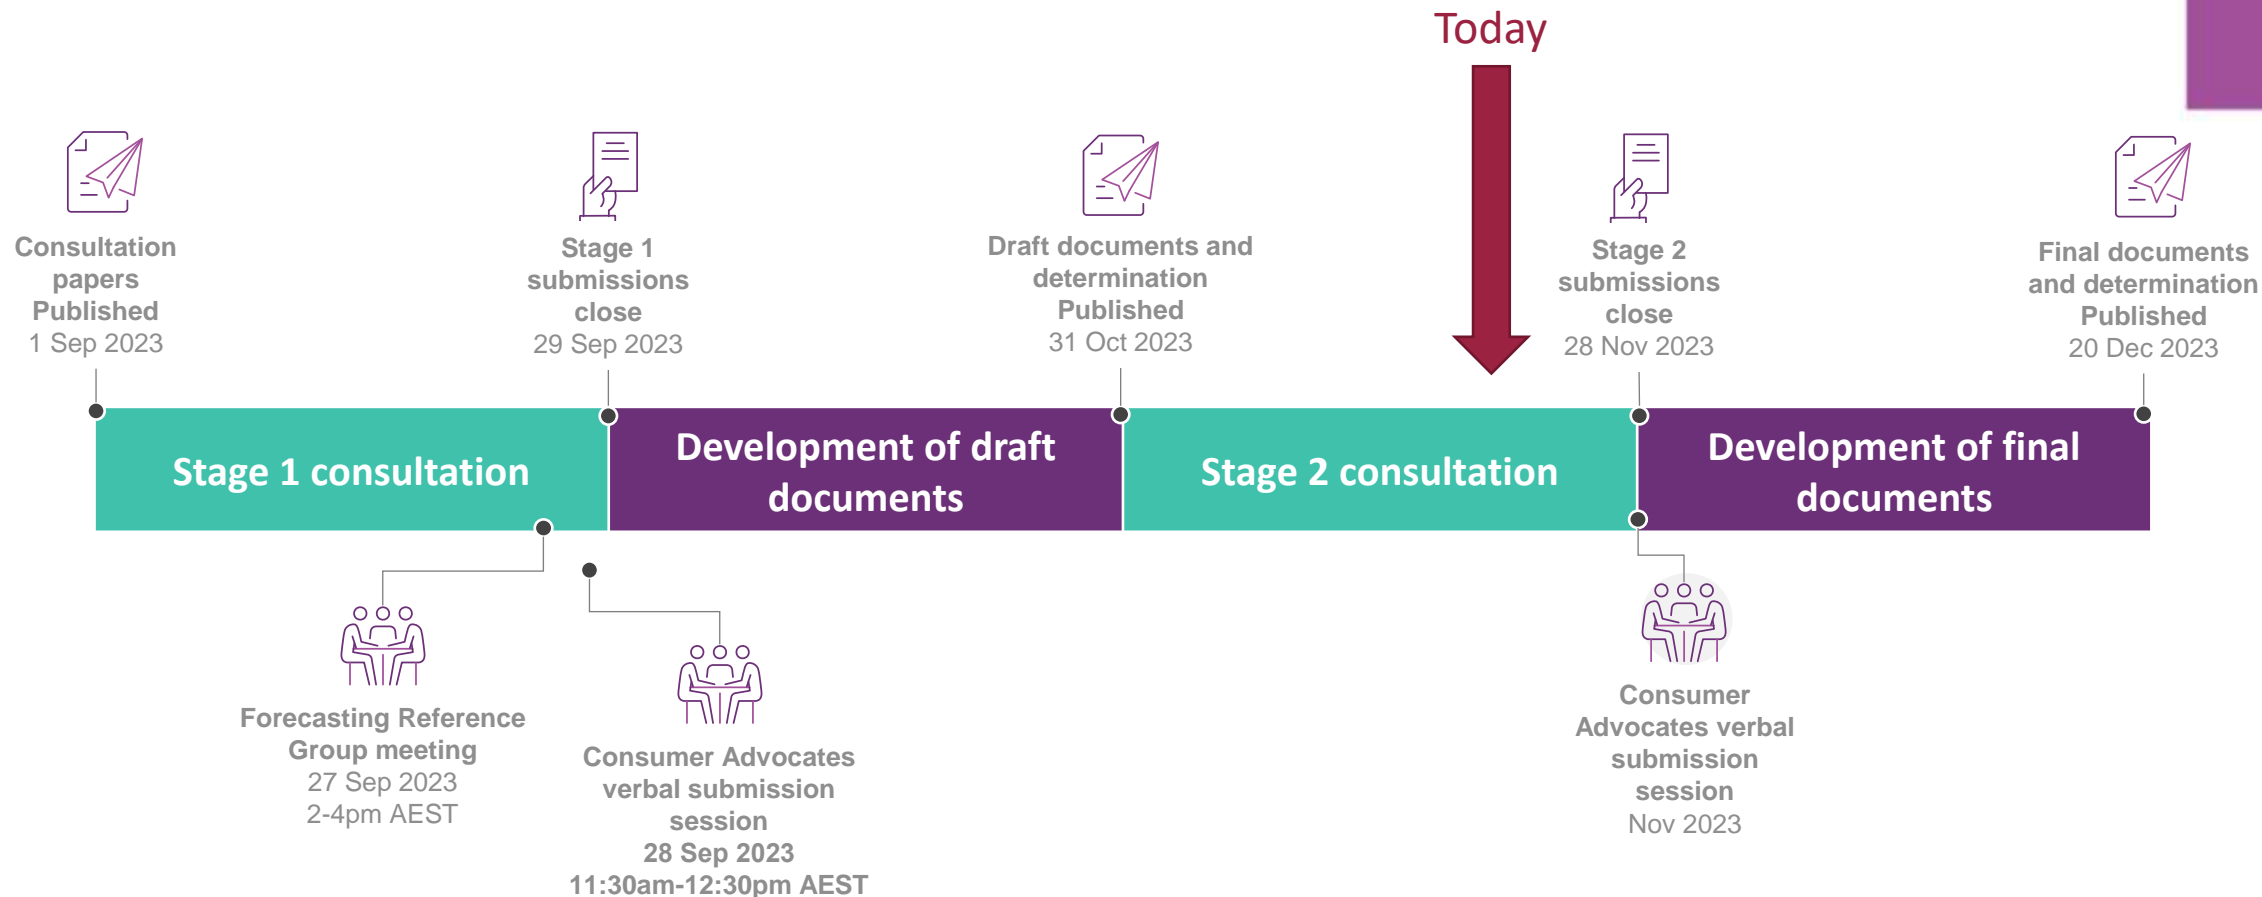 Today
Consultation
papers
Published
1 Sep 2023
Stage 1
submissions
close
29 Sep 2023
Draft documents and
determination
Published
31 Oct 2023
Stage 2
submissions
close
28 Nov 2023
Final documents
and determination
Published
20 Dec 2023
Stage 1 consultation
Development of draft
documents
Stage 2 consultation
Development of final
documents
Forecasting Reference
Group meeting
27 Sep 2023
2-4pm AEST
Consumer Advocates
verbal submission
session
28 Sep 2023
11:30am-12:30pm AEST
Consumer
Advocates verbal
submission
session
Nov 2023